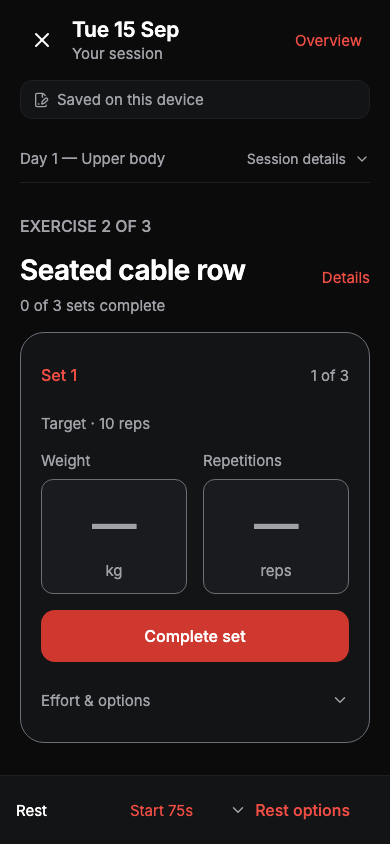 Tue 15 Sep
Your session
Overview
Saved on this device
Day 1 — Upper body
Session details
EXERCISE 2 OF 3
Seated cable row
Details
0 of 3 sets complete
Set 1
1 of 3
Target · 10 reps
Weight
Repetitions
—
—
kg
reps
Complete set
Effort & options
Rest
Start 75s
Rest options